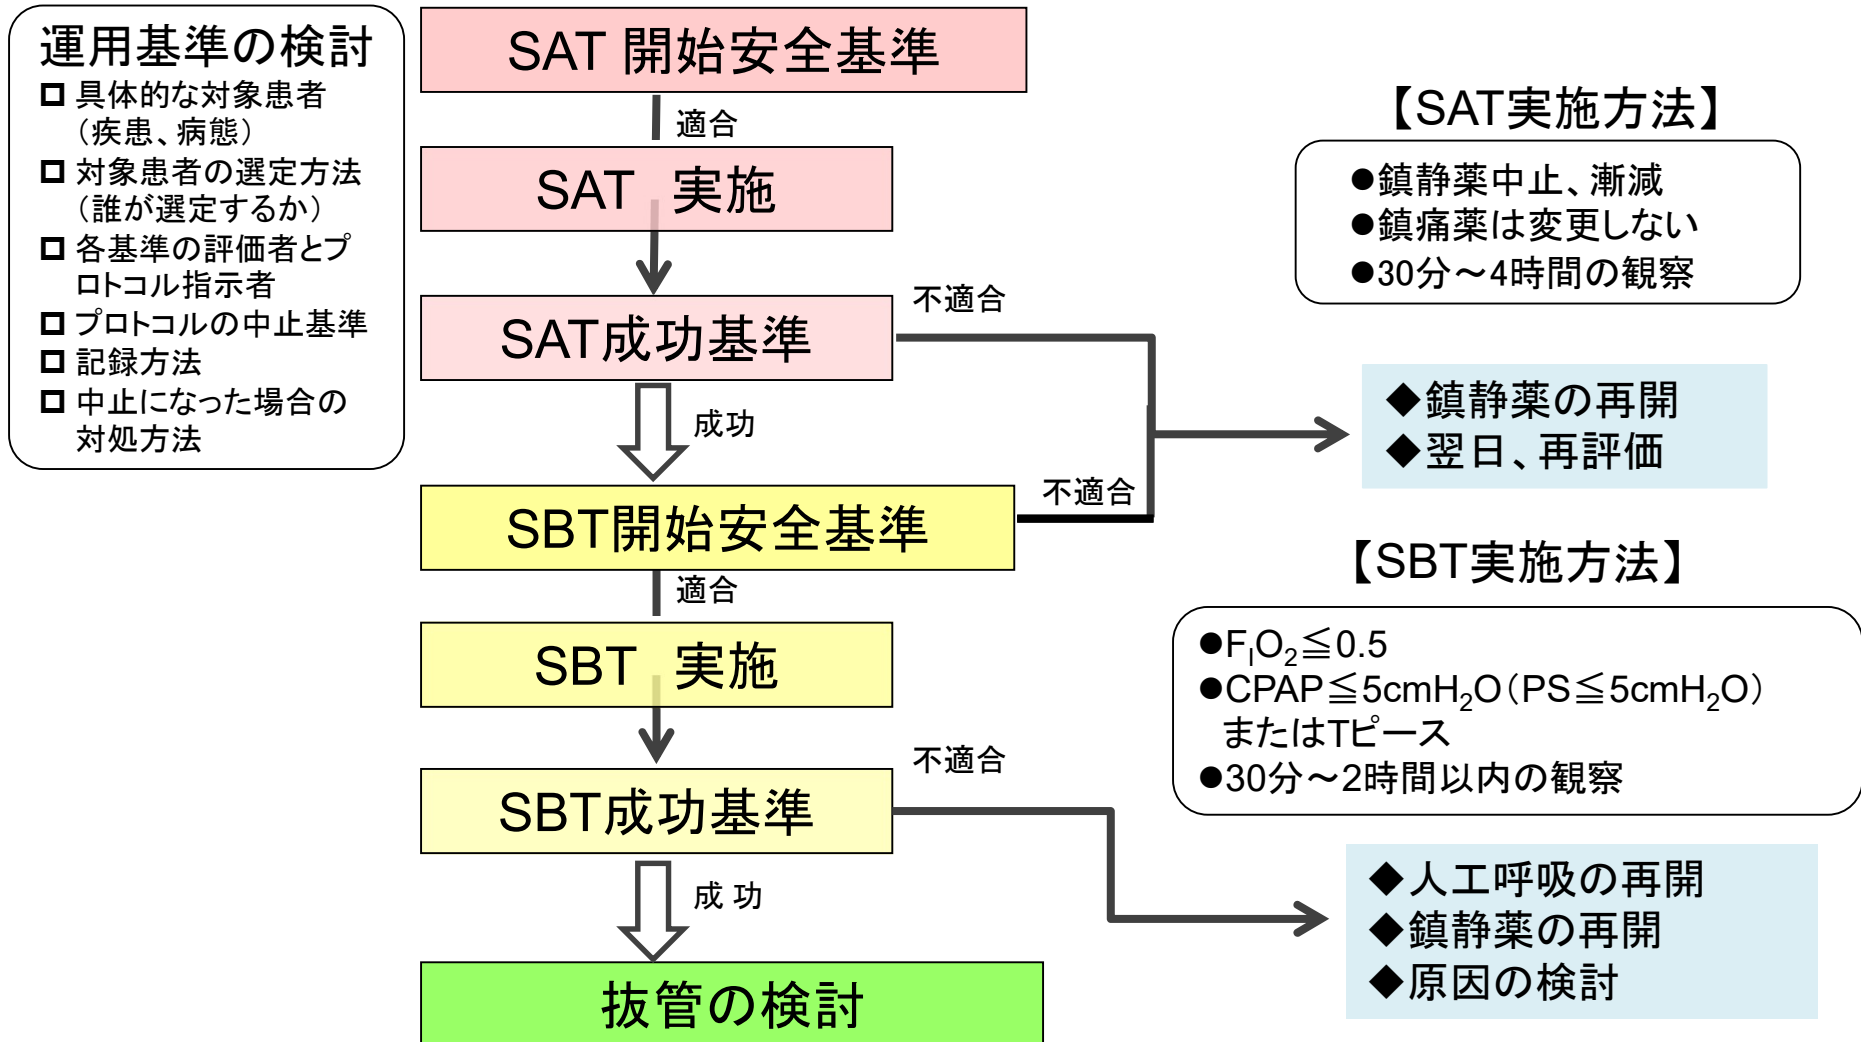 運用基準の検討
具体的な対象患者
（疾患、病態）
対象患者の選定方法
（誰が選定するか）
各基準の評価者とプ
ロトコル指示者
プロトコルの中止基準
記録方法
中止になった場合の
対処方法
SAT 開始安全基準
適合
SAT 実施
SAT成功基準
不適合
成功
SBT開始安全基準
不適合
適合
SBT 実施
SBT成功基準
不適合
成 功
抜管の検討
【SAT実施方法】
●鎮静薬中止、漸減
●鎮痛薬は変更しない
●30分～4時間の観察
◆鎮静薬の再開
◆翌日、再評価
【SBT実施方法】
●FIO2≦0.5
●CPAP≦5cmH2O（PS≦5cmH2O）
またはTピース
●30分～2時間以内の観察
◆人工呼吸の再開
◆鎮静薬の再開
◆原因の検討